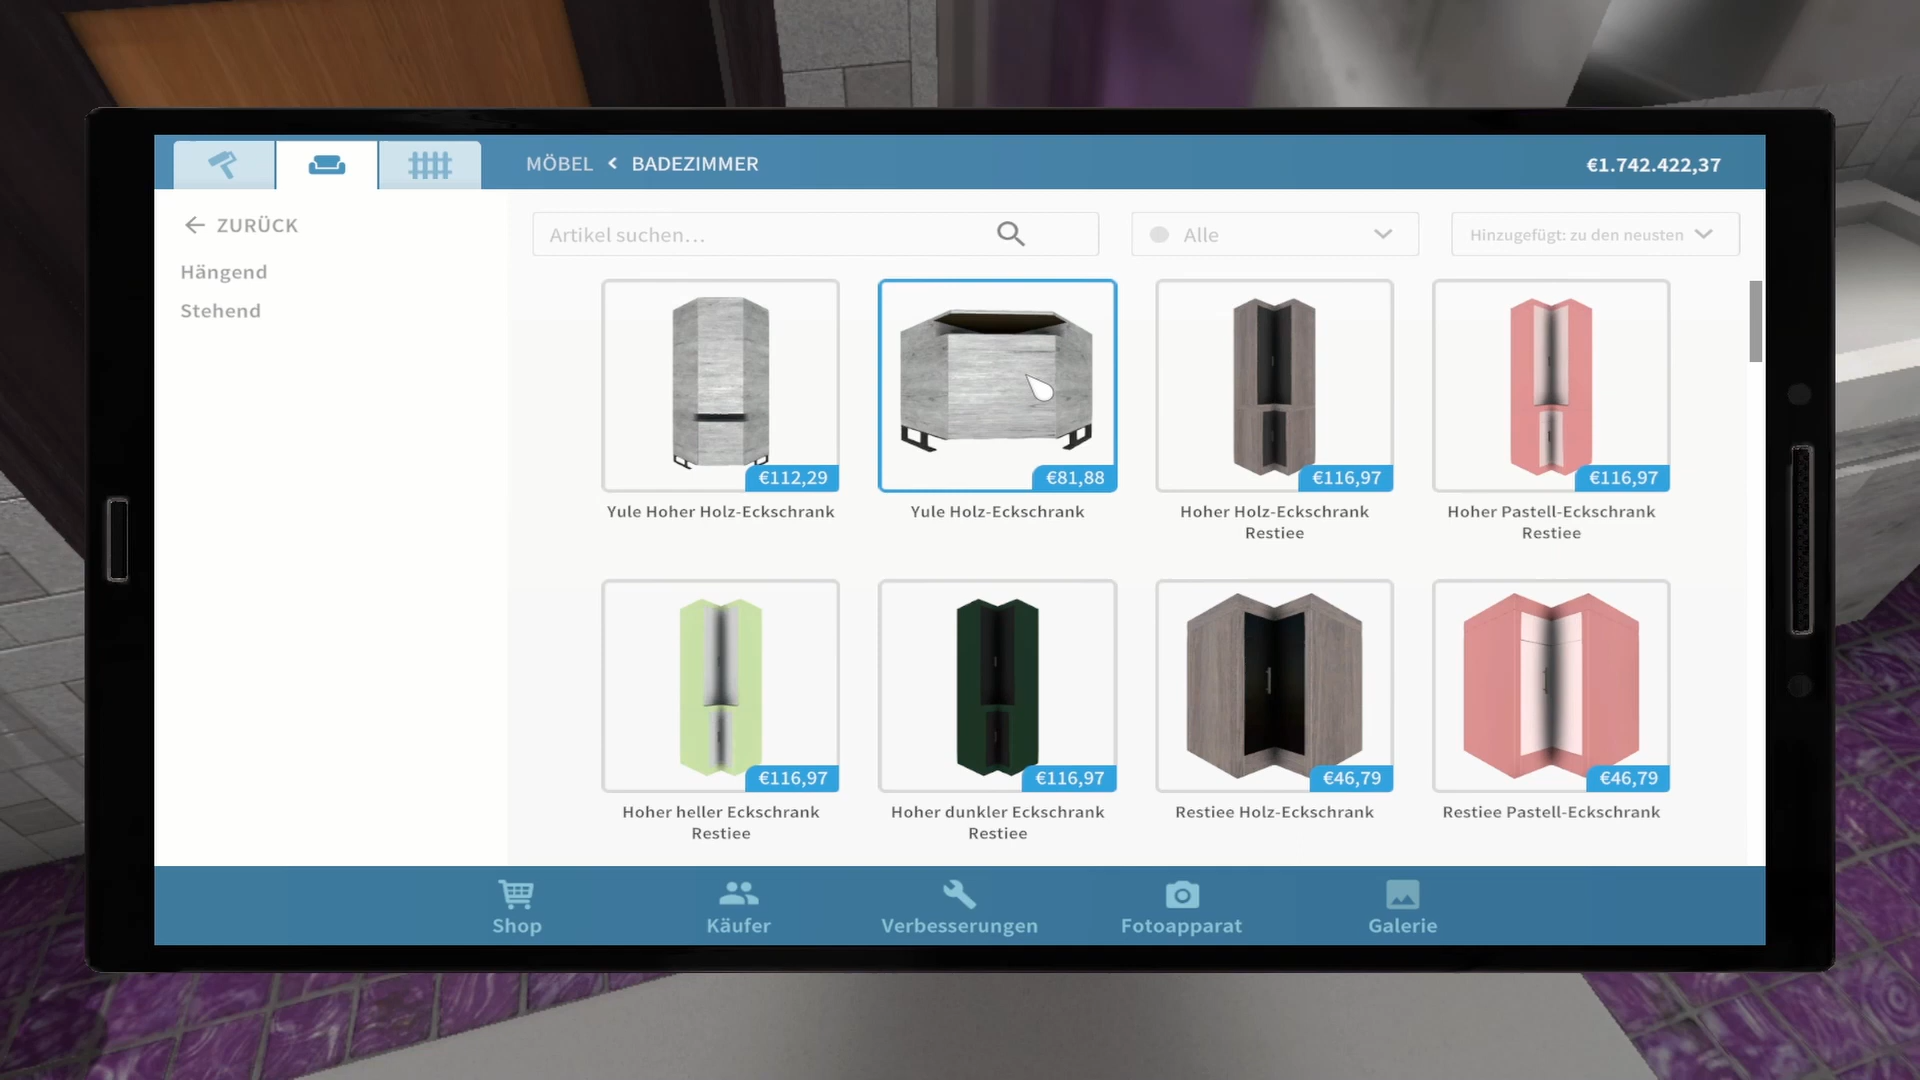 MÖBEL < BADEZIMMER
€1.742.422,37
ZURÜCK
Hängend
Stehend
Artikel suchen...
Alle
Hinzugefügt: zu den neusten
€112,29
€81,88
€116,97
€116,97
Yule Hoher Holz-Eckschrank
Yule Holz-Eckschrank
Hoher Holz-Eckschrank
Restiee
Hoher Pastell-Eckschrank
Restiee
€116,97
€116,97
€46,79
€46,79
Hoher heller Eckschrank
Restiee
Hoher dunkler Eckschrank
Restiee
Restiee Holz-Eckschrank
Restiee Pastell-Eckschrank
Shop
Käufer
Verbesserungen
Fotoapparat
Galerie